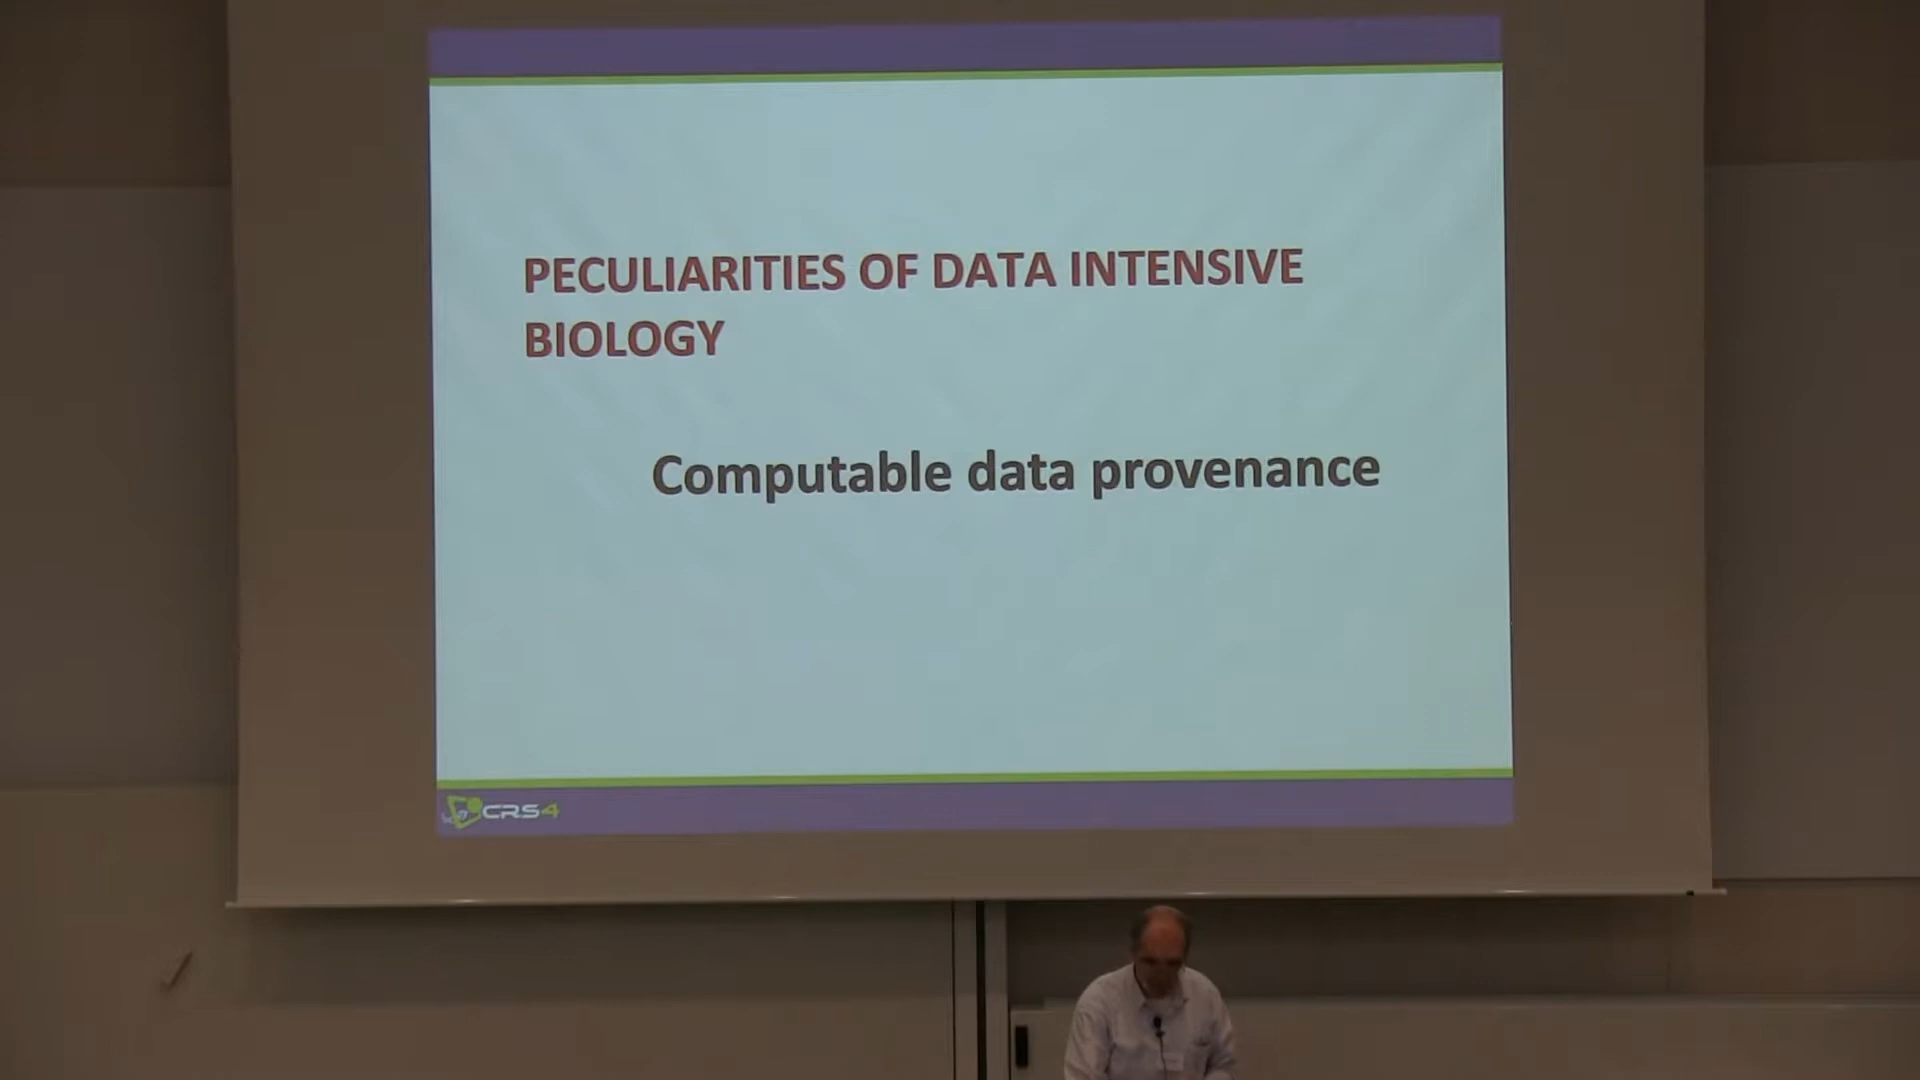 PECULIARITIES OF DATA INTENSIVE
BIOLOGY
Computable data provenance
CRS4